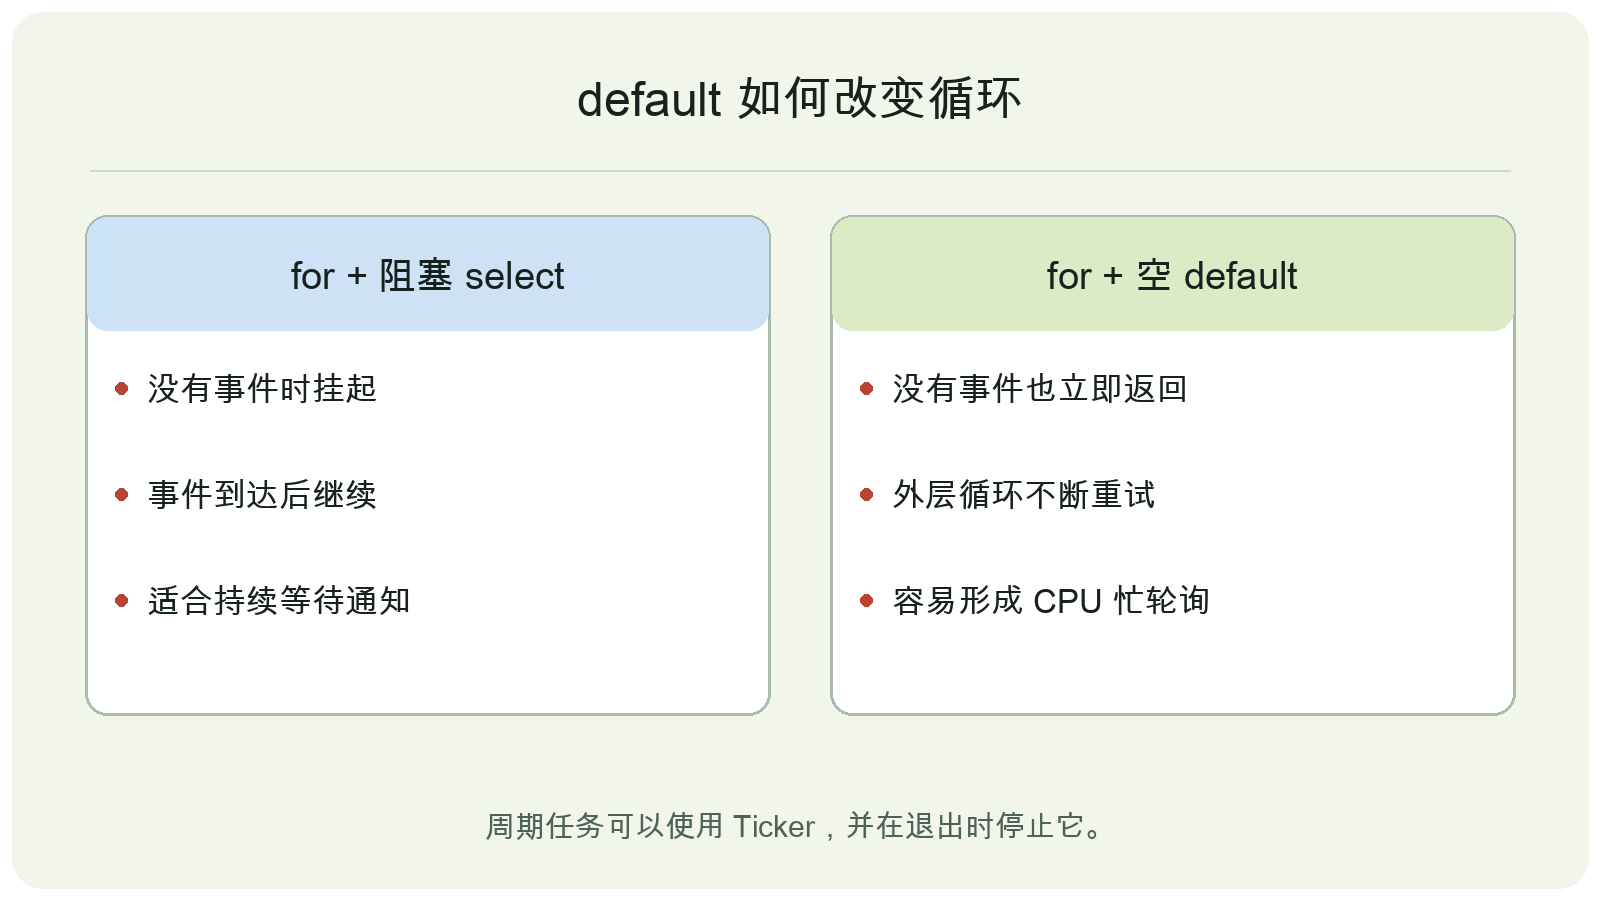 default 如何改变循环
for + 阻塞 select
没有事件时挂起
事件到达后继续
适合持续等待通知
for + 空 default
没有事件也立即返回
外层循环不断重试
容易形成 CPU 忙轮询
周期任务可以使用 Ticker，并在退出时停止它。